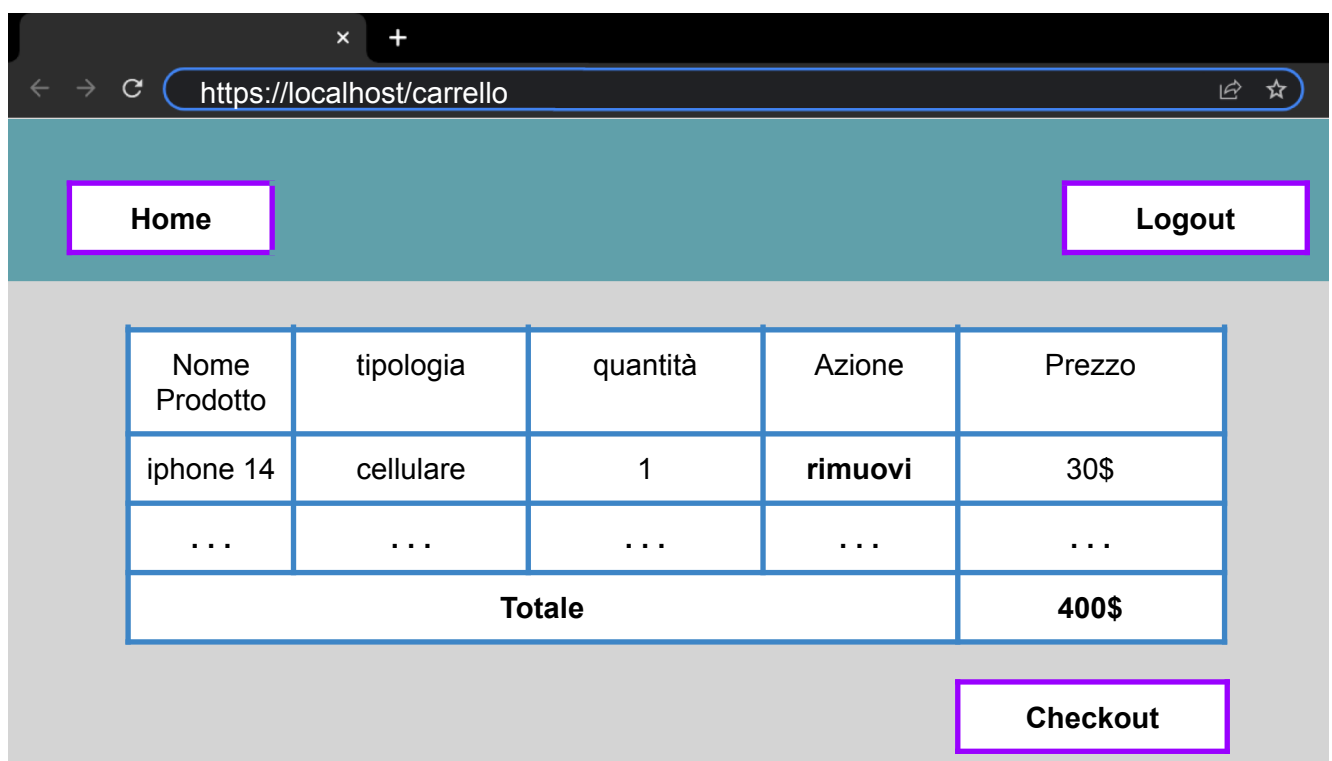 https://localhost/carrello
Home
Logout
Nome Prodotto
tipologia
quantità
Azione
Prezzo
iphone 14
cellulare
1
rimuovi
30$
. . .
. . .
. . .
. . .
. . .
Totale
400$
Checkout